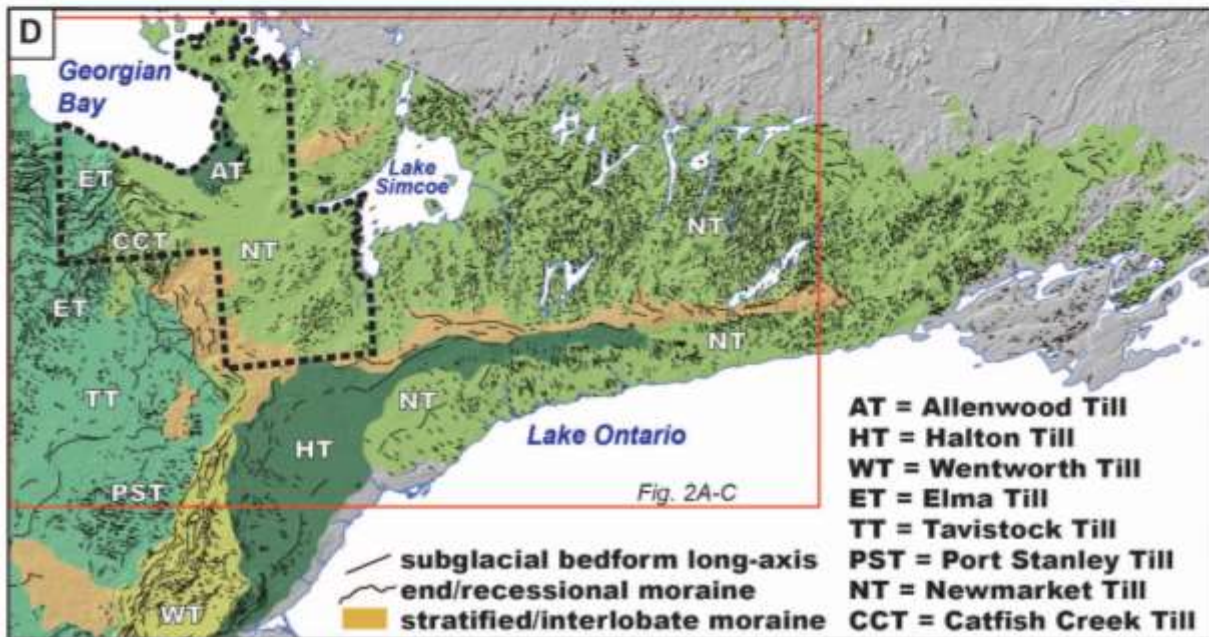 D
Georgian
Bay
AT
ET
Lake
Simcoe
CCT
NT
NT
ET
NT
TT
NT
HT
Lake Ontario
PST
Fig. 2A-C
WT
AT = Allenwood Till
HT = Halton Till
WT = Wentworth Till
ET = Elma Till
TT = Tavistock Till
PST = Port Stanley Till
NT = Newmarket Till
CCT = Catfish Creek Till
subglacial bedform long-axis
end/recessional moraine
stratified/interlobate moraine